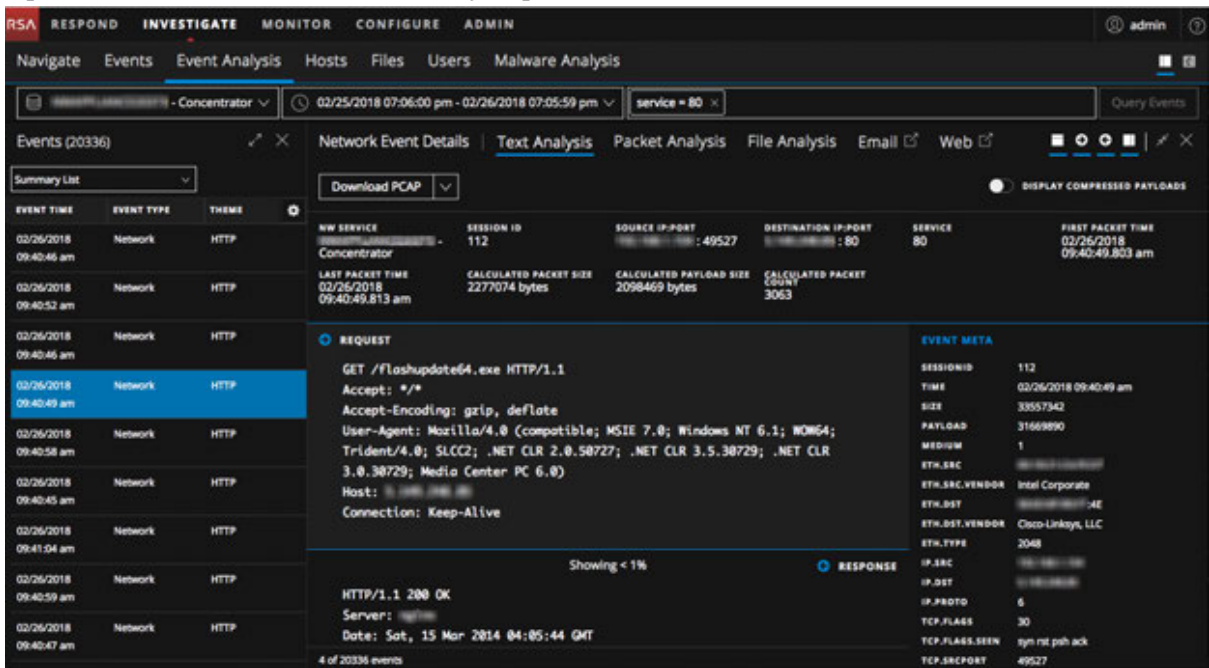 RSA RESPOND INVESTIGATE MONITOR CONFIGURE ADMIN admin
Navigate Events Event Analysis Hosts Files Users Malware Analysis
- Concentrator 02/25/2018 07:06:00 pm - 02/26/2018 07:05:59 pm service = 80 × Query Events
Events (20336) Network Event Details Text Analysis Packet Analysis File Analysis Email Web
Summary List Download PCAP DISPLAY COMPRESSED PAYLOADS
EVENT TIME EVENT TYPE THEME
02/26/2018 Network HTTP
09:40:46 am
02/26/2018 Network HTTP
09:40:52 am
02/26/2018 Network HTTP
09:40:46 am
02/26/2018 Network HTTP
09:40:49 am
02/26/2018 Network HTTP
09:40:58 am
02/26/2018 Network HTTP
09:40:45 am
02/26/2018 Network HTTP
09:41:04 am
02/26/2018 Network HTTP
09:40:59 am
02/26/2018 Network HTTP
09:40:47 am
NW SERVICE SESSION ID SOURCE IP:PORT DESTINATION IP:PORT SERVICE FIRST PACKET TIME
- 112 : 49527 : 80 80 02/26/2018
Concentrator 09:40:49.803 am
LAST PACKET TIME CALCULATED PACKET SIZE CALCULATED PAYLOAD SIZE CALCULATED PACKET COUNT
02/26/2018 2277074 bytes 2098469 bytes 3063
09:40:49.813 am
REQUEST
GET /flashupdate64.exe HTTP/1.1
Accept: */*
Accept-Encoding: gzip, deflate
User-Agent: Mozilla/4.0 (compatible; MSIE 7.0; Windows NT 6.1; WOW64;
Trident/4.0; SLCC2; .NET CLR 2.0.50727; .NET CLR 3.5.30729; .NET CLR
3.0.30729; Media Center PC 6.0)
Host:
Connection: Keep-Alive
Showing < 1% RESPONSE
HTTP/1.1 200 OK
Server:
Date: Sat, 15 Mar 2014 04:05:44 GMT
4 of 20336 events
EVENT META
SESSIONID 112
TIME 02/26/2018 09:40:49 am
SIZE 33557342
PAYLOAD 31669890
MEDIUM 1
ETH.SRC
ETH.SRC.VENDOR Intel Corporate
ETH.DST :4E
ETH.DST.VENDOR Cisco-Linksys, LLC
ETH.TYPE 2048
IP.SRC
IP.DST
IP.PROTO 6
TCP.FLAGS 30
TCP.FLAGS.SEEN syn rst psh ack
TCP.SRCPORT 49527